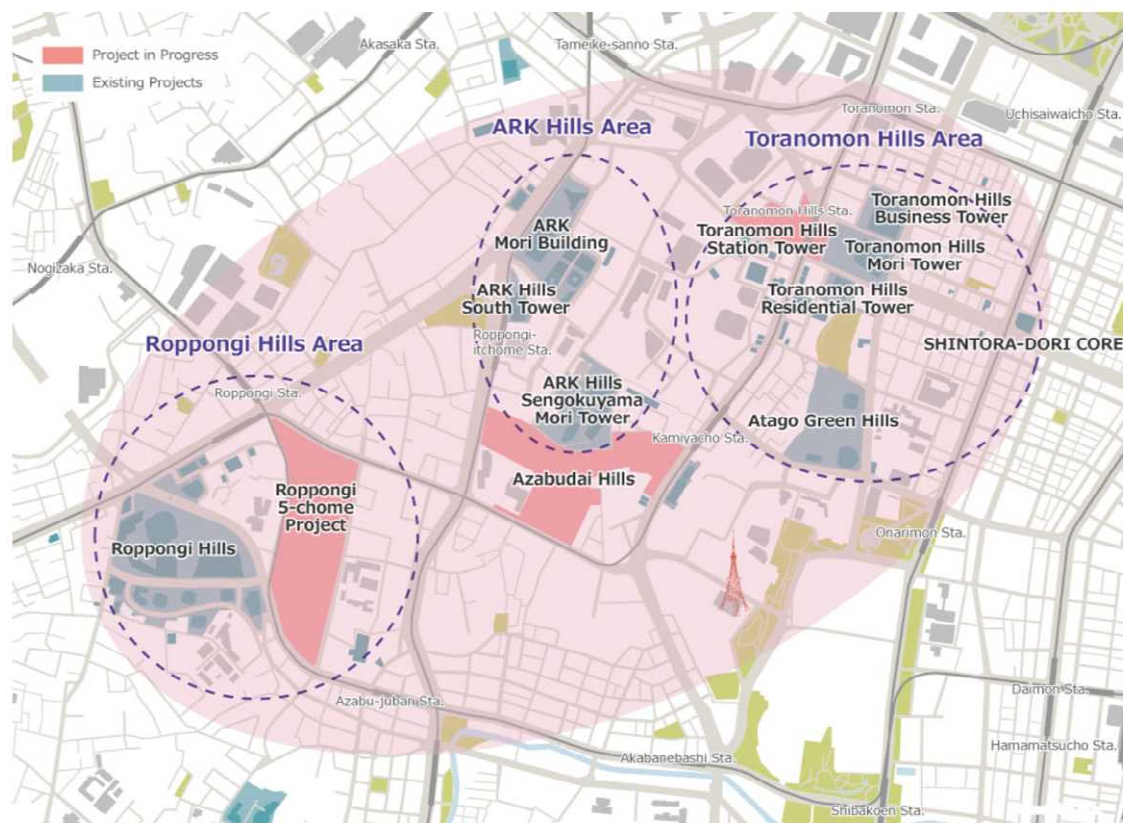 Project in Progress
Existing Projects
Akasaka Sta.
Tameike-sanno Sta.
Toranomon Sta.
Uchisaiwaicho Sta.
ARK Hills Area
Toranomon Hills Area
Toranomon Hills
Business Tower
Toranomon Hills Sta.
Toranomon Hills
Station Tower
Toranomon Hills
Mori Tower
ARK
Mori Building
Nogizaka Sta.
ARK Hills
South Tower
Toranomon Hills
Residential Tower
Roppongi-
itchome Sta.
Roppongi Hills Area
SHINTORA-DORI CORE
Roppongi Sta.
ARK Hills
Sengokuyama
Mori Tower
Atago Green Hills
Kamiyacho Sta.
Azabudai Hills
Roppongi
5-chome
Project
Roppongi Hills
Onarimon Sta.
Azabu-juban Sta.
Daimon Sta.
Akabanebashi Sta.
Hamamatsucho Sta.
Shibakoen Sta.